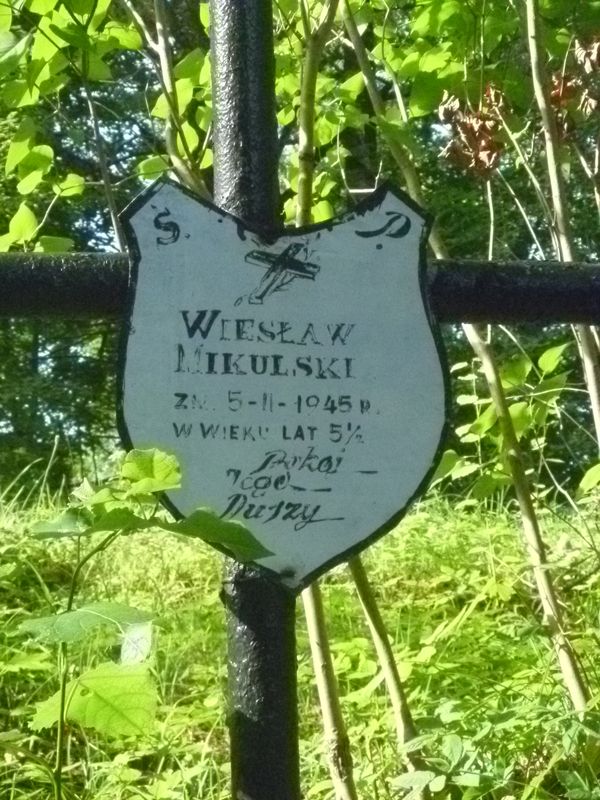 Ś. P.
WIESŁAW
MIKULSKI
ZM. 5-II-1945 R.
W WIEKU LAT 5½
Pokój
Jego
Duszy